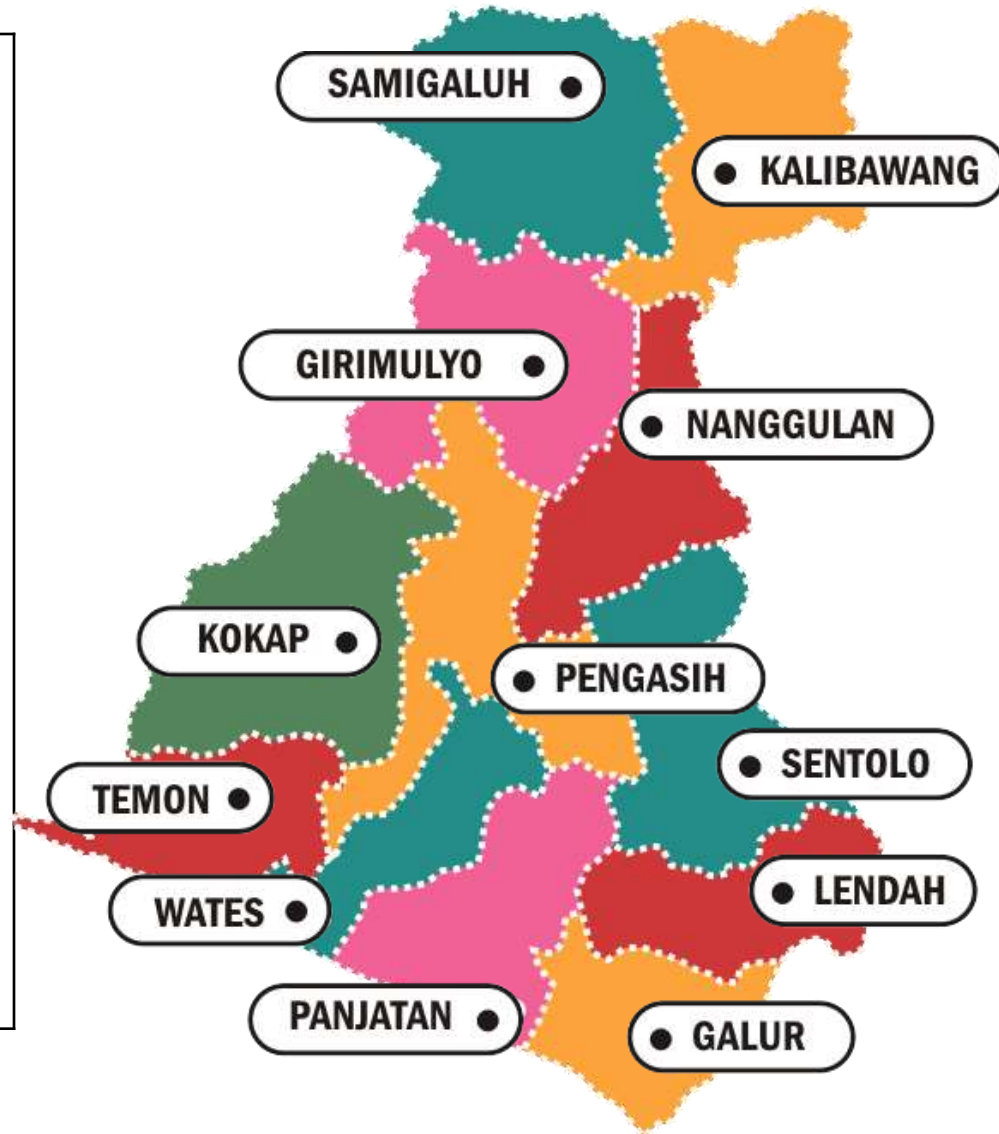 SAMIGALUH
KALIBAWANG
GIRIMULYO
NANGGULAN
KOKAP
PENGASIH
SENTOLO
TEMON
LENDAH
WATES
PANJATAN
GALUR